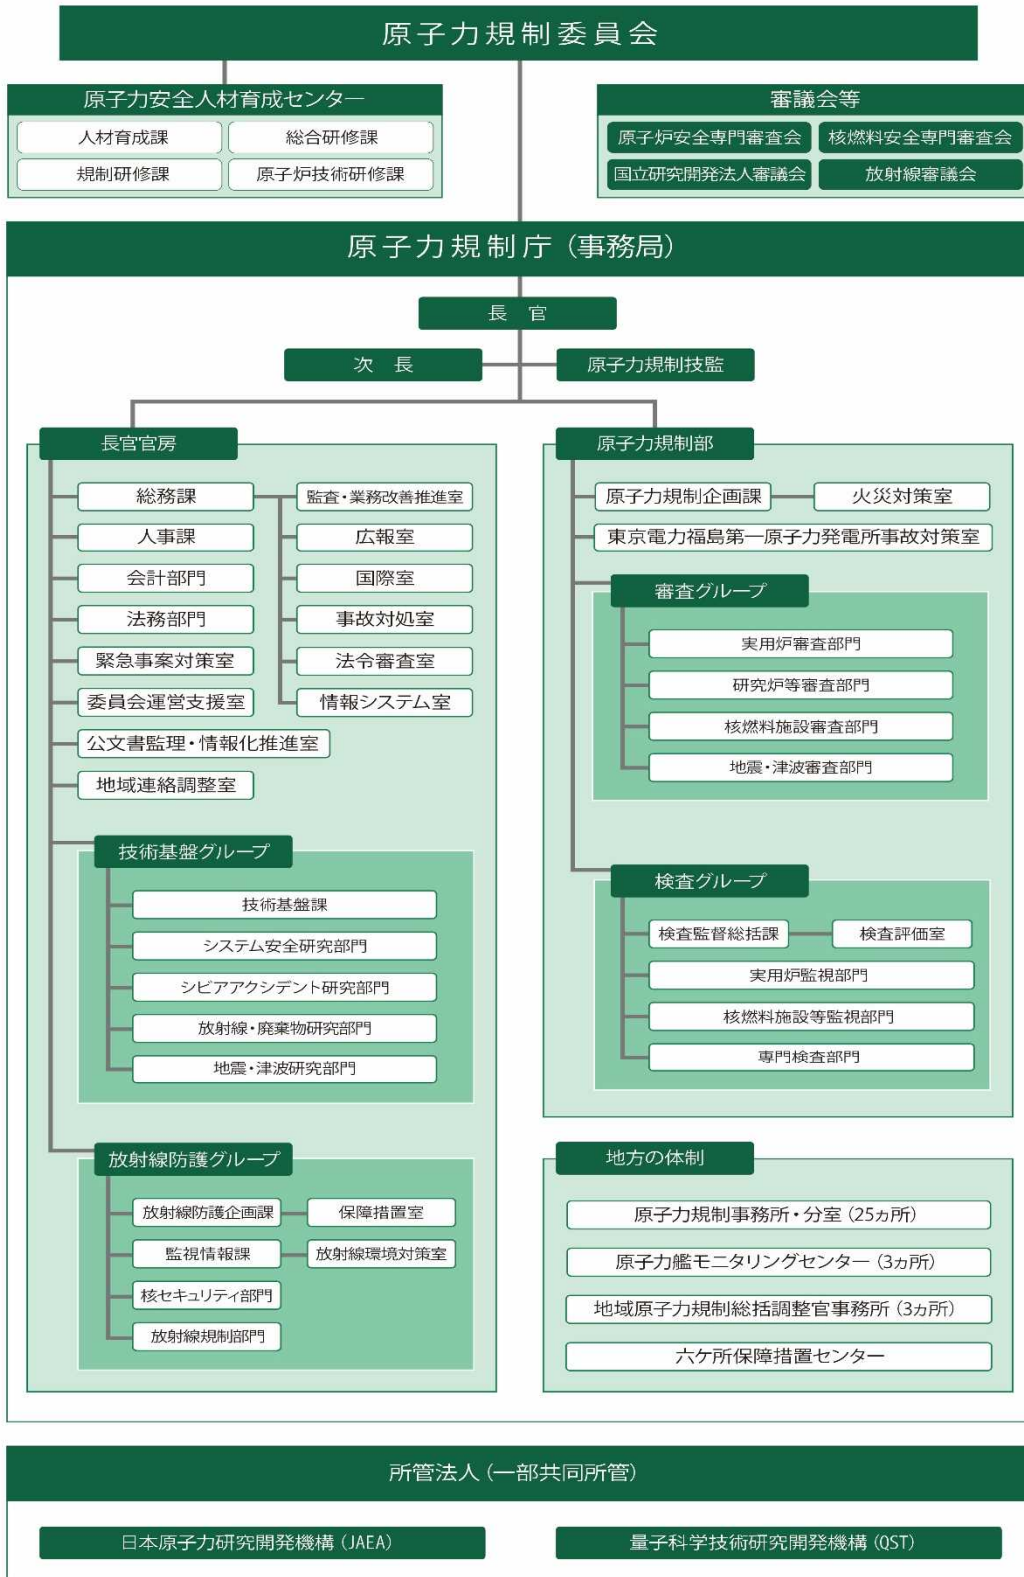 原子力規制委員会
原子力安全人材育成センター
人材育成課
総合研修課
規制研修課
原子炉技術研修課
審議会等
原子炉安全専門審査会
核燃料安全専門審査会
国立研究開発法人審議会
放射線審議会
原子力規制庁(事務局)
長 官
次 長
原子力規制技監
長官官房
総務課
監査・業務改善推進室
人事課
広報室
会計部門
国際室
法務部門
事故対処室
緊急事案対策室
法令審査室
委員会運営支援室
情報システム室
公文書監理・情報化推進室
地域連絡調整室
技術基盤グループ
技術基盤課
システム安全研究部門
シビアアクシデント研究部門
放射線・廃棄物研究部門
地震・津波研究部門
放射線防護グループ
放射線防護企画課
保障措置室
監視情報課
放射線環境対策室
核セキュリティ部門
放射線規制部門
原子力規制部
原子力規制企画課
火災対策室
東京電力福島第一原子力発電所事故対策室
審査グループ
実用炉審査部門
研究炉等審査部門
核燃料施設審査部門
地震・津波審査部門
検査グループ
検査監督総括課
検査評価室
実用炉監視部門
核燃料施設等監視部門
専門検査部門
地方の体制
原子力規制事務所・分室(25ヵ所)
原子力艦モニタリングセンター(3ヵ所)
地域原子力規制総括調整官事務所(3ヵ所)
六ケ所保障措置センター
所管法人(一部共同所管)
日本原子力研究開発機構(JAEA)
量子科学技術研究開発機構(QST)